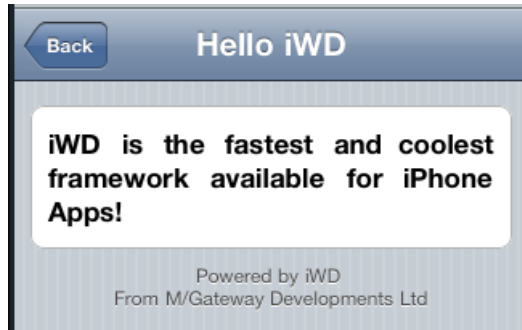 Back
Hello iWD
iWD is the fastest and coolest
framework available for iPhone
Apps!
Powered by iWD
From M/Gateway Developments Ltd